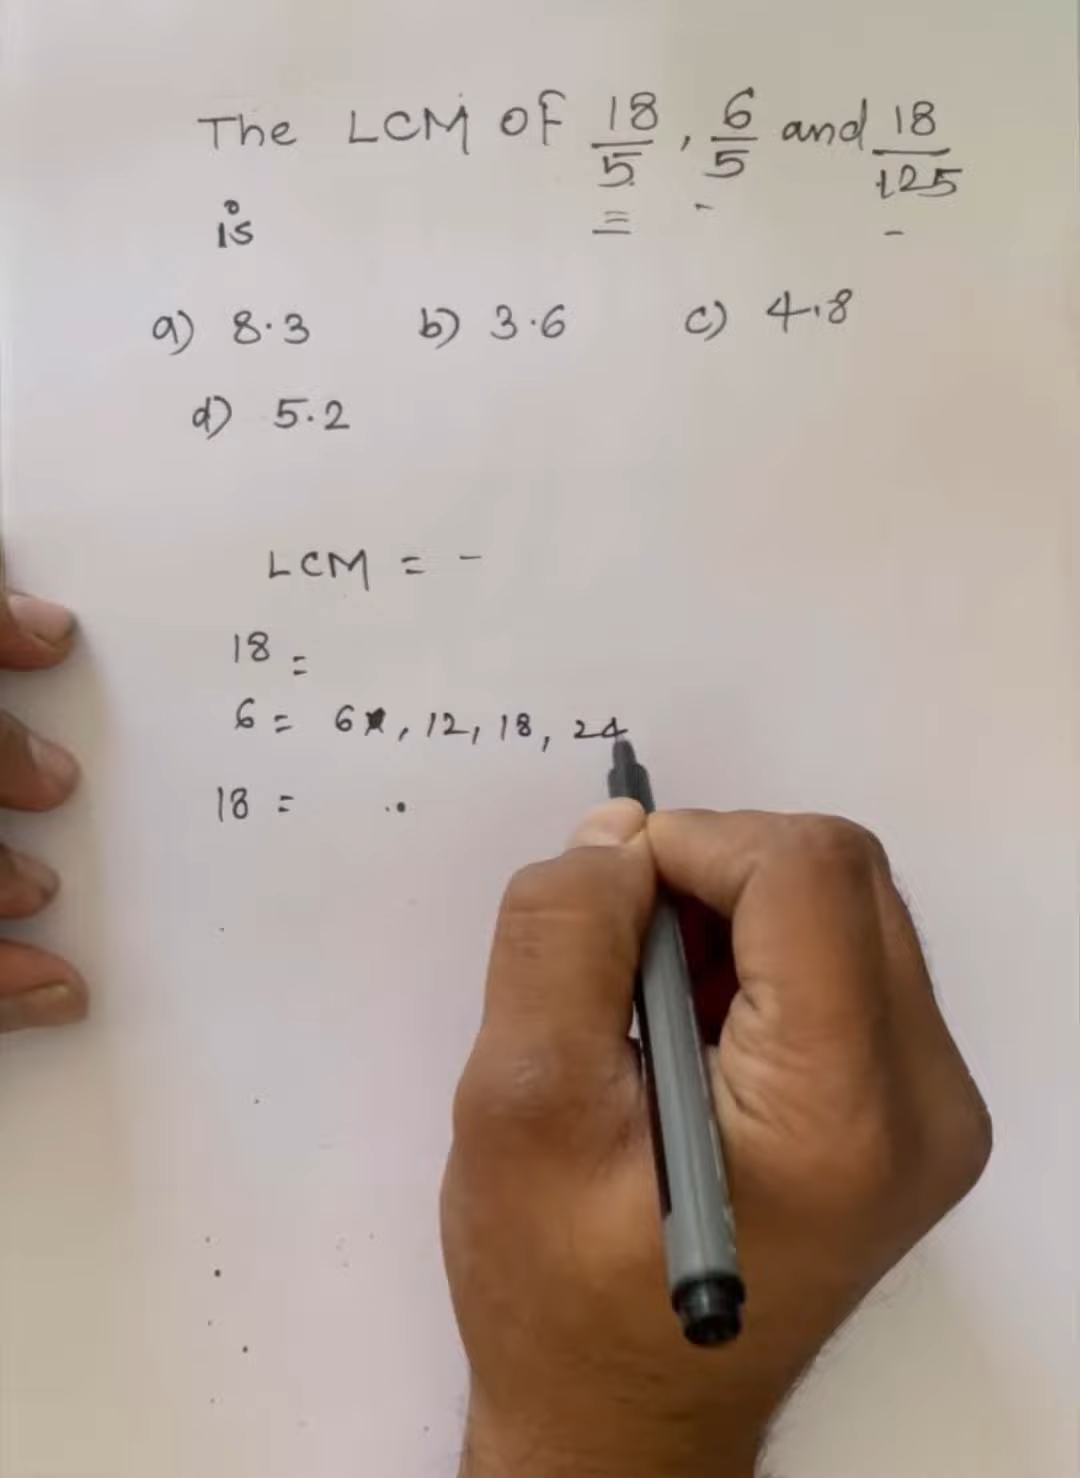 The LCM OF 18/5, 6/5 and 18/125
is
a) 8.3 b) 3.6 c) 4.8
d) 5.2
LCM = -
18 =
6 = 6, 12, 18, 24
18 =